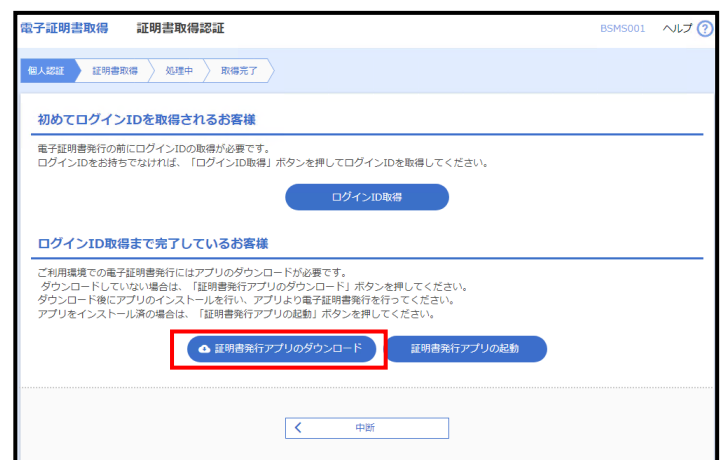 電子証明書取得 証明書取得認証 BSMS001 ヘルプ ?
個人認証 証明書取得 処理中 取得完了
初めてログインIDを取得されるお客様
電子証明書発行の前にログインIDの取得が必要です。
ログインIDをお持ちでなければ、「ログインID取得」ボタンを押してログインIDを取得してください。
ログインID取得
ログインID取得まで完了しているお客様
ご利用環境での電子証明書発行にはアプリのダウンロードが必要です。
ダウンロードしていない場合は、「証明書発行アプリのダウンロード」ボタンを押してください。
ダウンロード後にアプリのインストールを行い、アプリより電子証明書発行を行ってください。
アプリをインストール済の場合は、「証明書発行アプリの起動」ボタンを押してください。
証明書発行アプリのダウンロード 証明書発行アプリの起動
中断